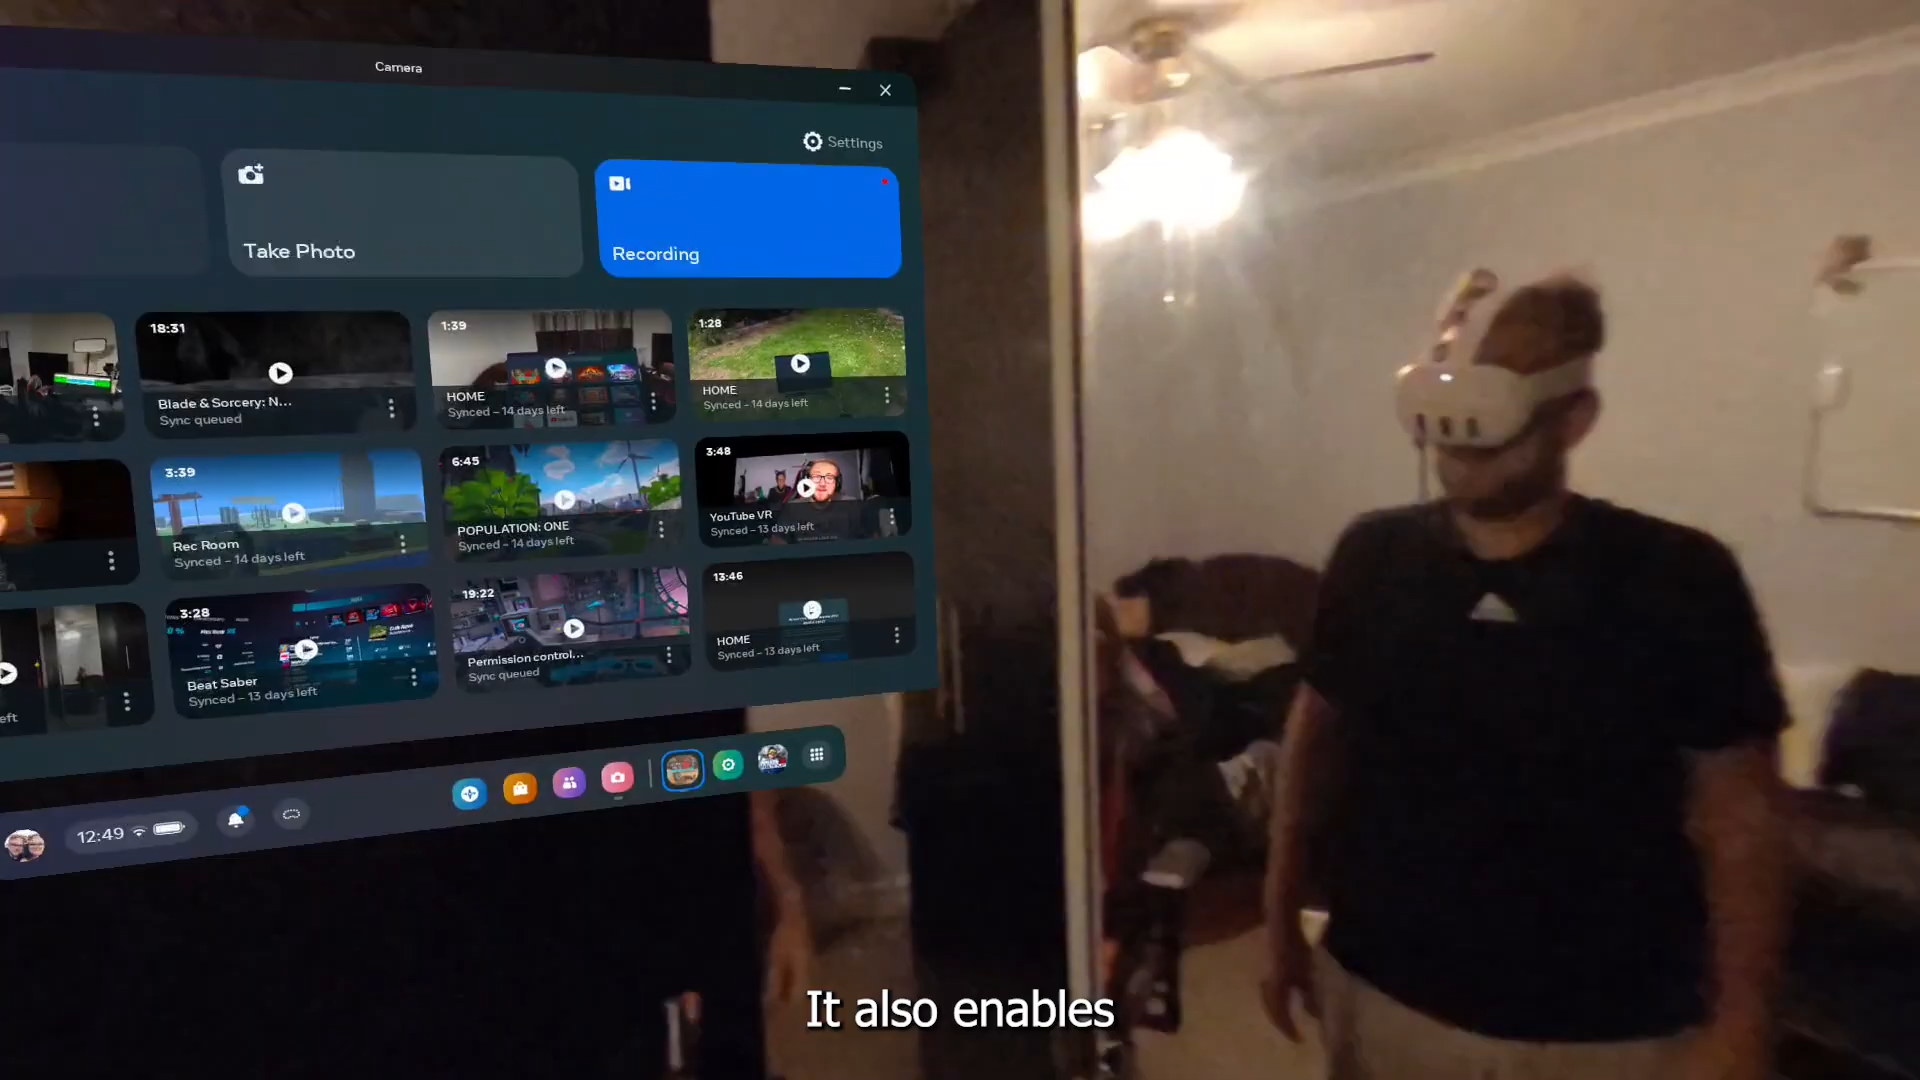 Camera
Settings
Take Photo
Recording
18:31
Blade & Sorcery: N...
Sync queued
1:39
HOME
Synced – 14 days left
1:28
HOME
Synced – 14 days left
3:39
Rec Room
Synced – 14 days left
6:45
POPULATION: ONE
Synced – 14 days left
3:48
YouTube VR
Synced – 13 days left
eft
3:28
Beat Saber
Synced – 13 days left
19:22
Permission control...
Sync queued
13:46
HOME
Synced – 13 days left
12:49
It also enables